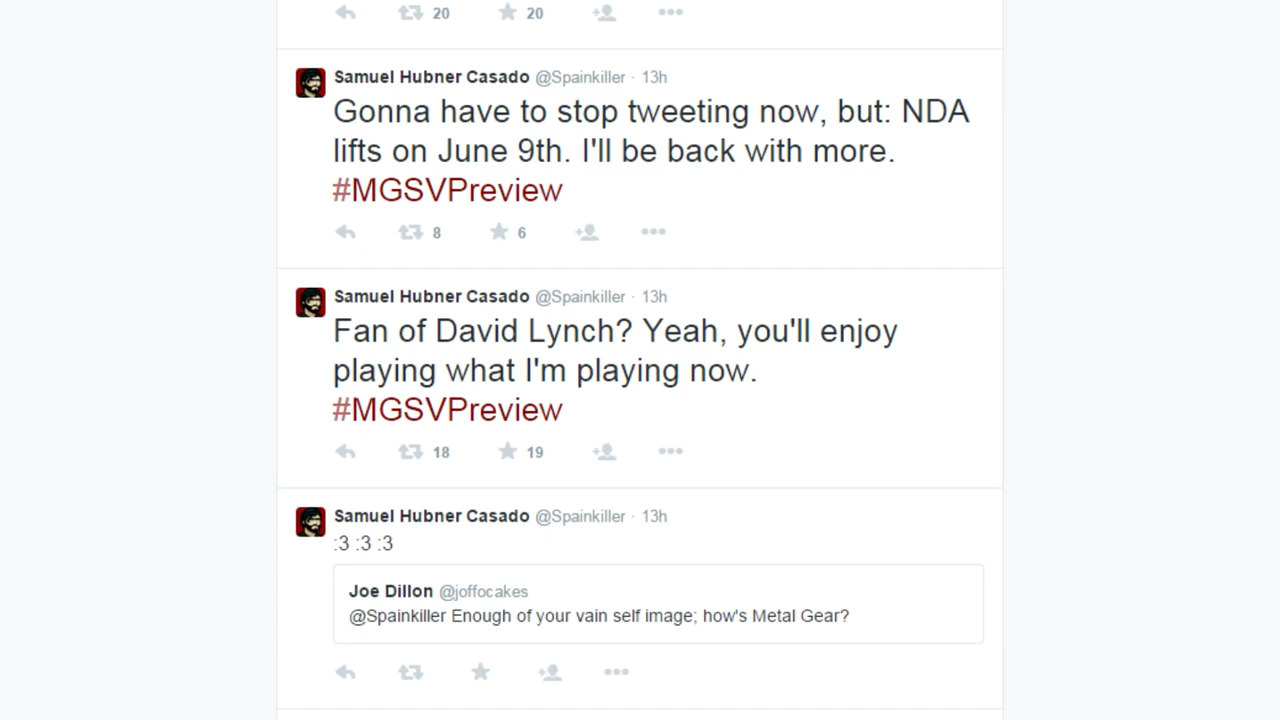 20 20
Samuel Hubner Casado @Spainkiller · 13h
Gonna have to stop tweeting now, but: NDA
lifts on June 9th. I'll be back with more.
#MGSVPreview
8 6
Samuel Hubner Casado @Spainkiller · 13h
Fan of David Lynch? Yeah, you'll enjoy
playing what I'm playing now.
#MGSVPreview
18 19
Samuel Hubner Casado @Spainkiller · 13h
:3 :3 :3
Joe Dillon @joffocakes
@Spainkiller Enough of your vain self image; how's Metal Gear?